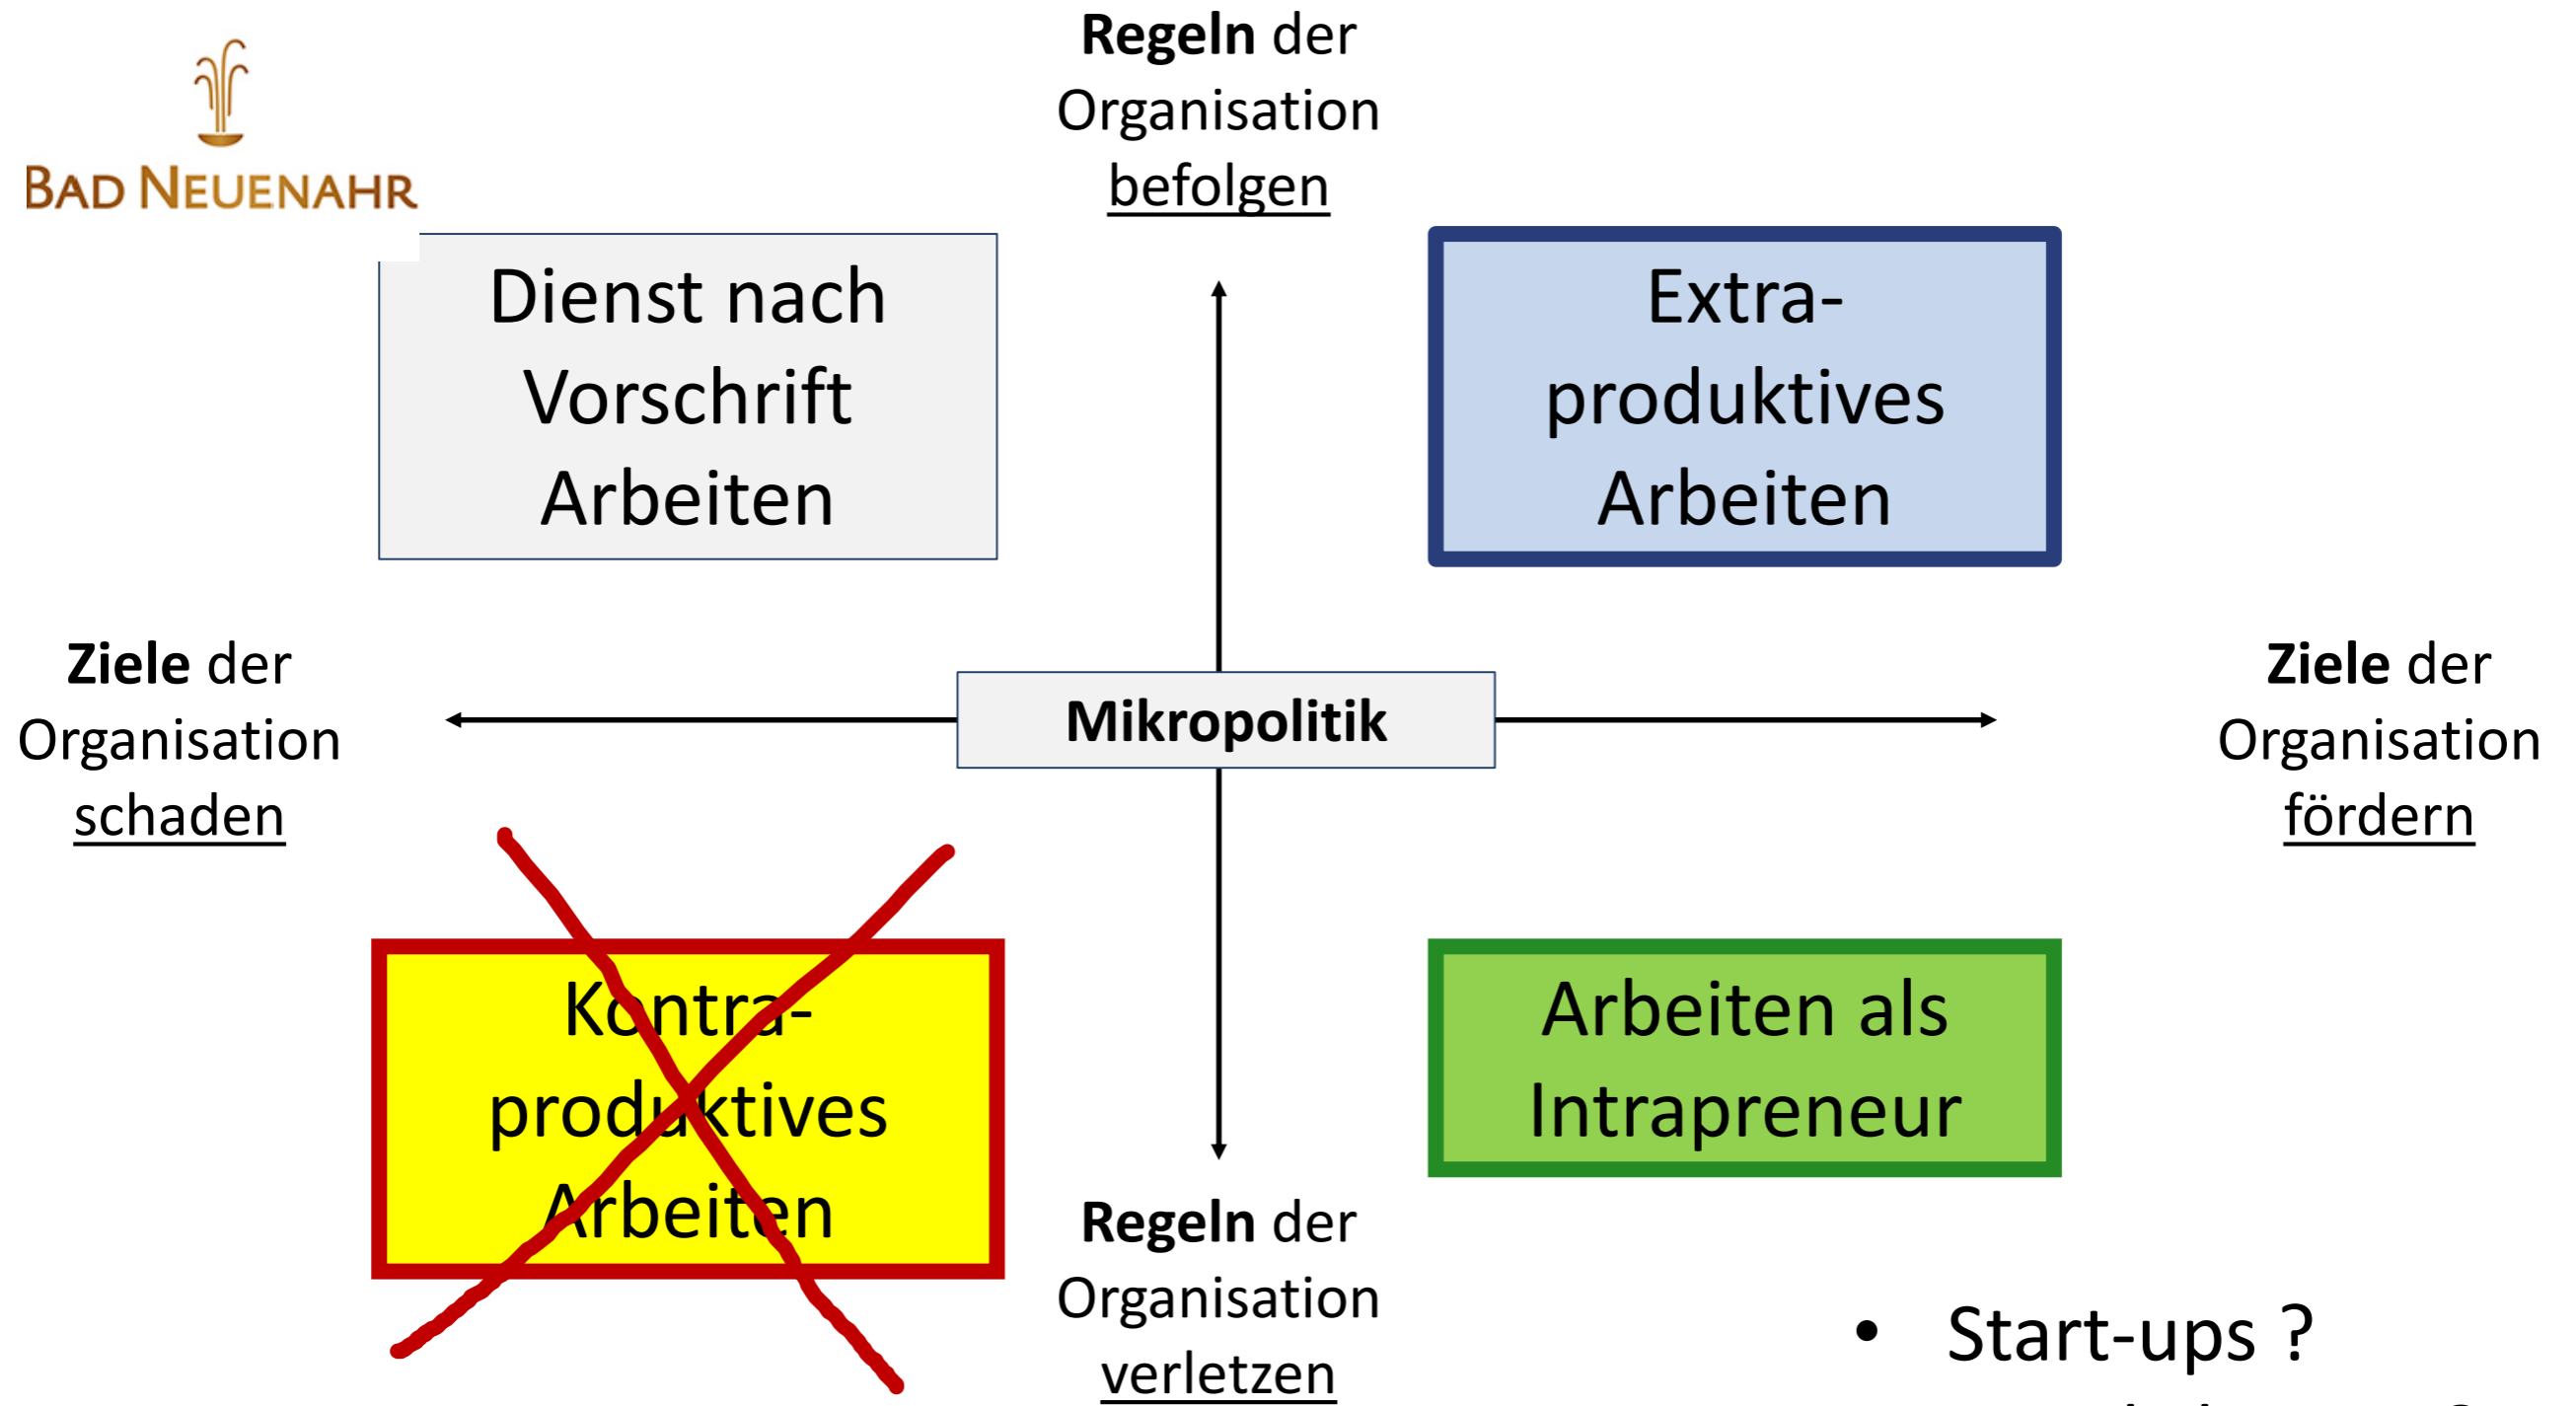 BAD NEUENAHR
Regeln der
Organisation
befolgen
Dienst nach
Vorschrift
Arbeiten
Extra-
produktives
Arbeiten
Ziele der
Organisation
schaden
Mikropolitik
Ziele der
Organisation
fördern
Kontra-
produktives
Arbeiten
Arbeiten als
Intrapreneur
Regeln der
Organisation
verletzen
• Start-ups ?